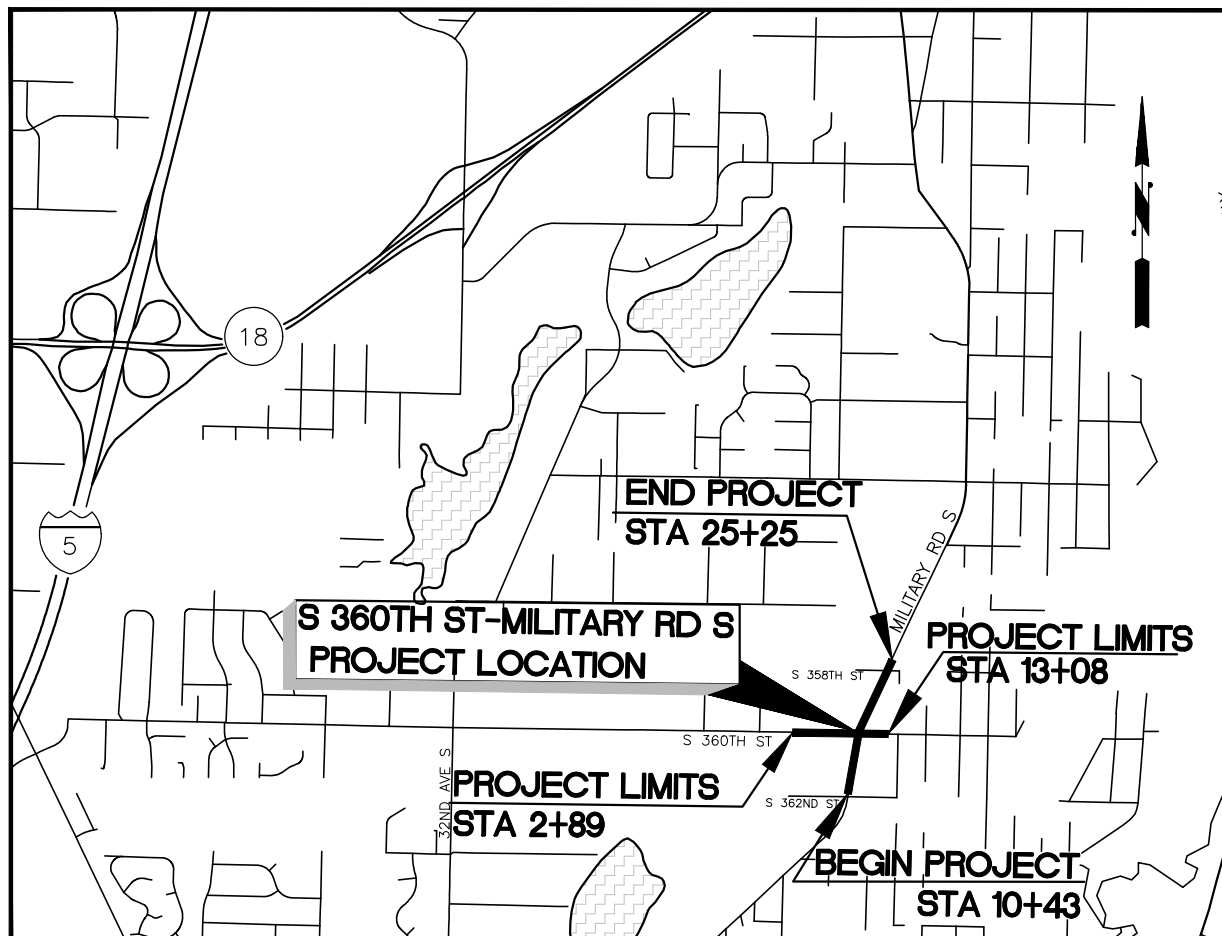 N
18
END PROJECT
STA 25+25
5
MILITARY RD S
S 360TH ST-MILITARY RD S
PROJECT LOCATION
PROJECT LIMITS
STA 13+08
S 358TH ST
S 360TH ST
32ND AVE S
PROJECT LIMITS
STA 2+89
S 362ND ST
BEGIN PROJECT
STA 10+43